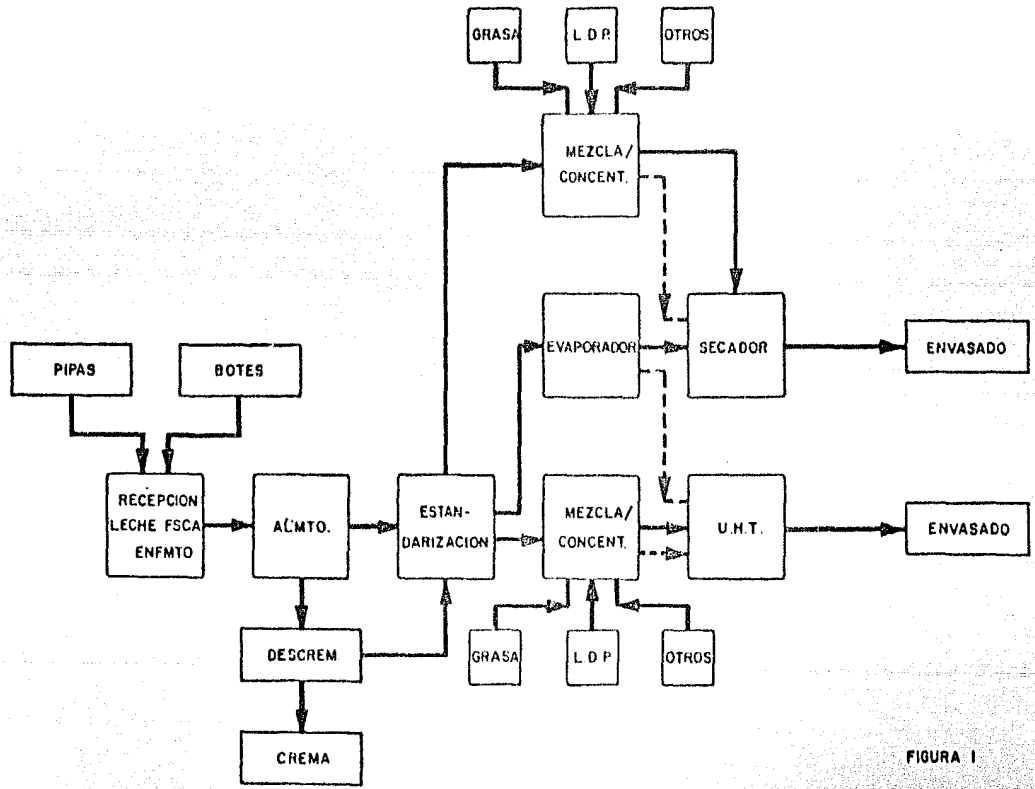 GRASA
L.D.P.
OTROS
MEZCLA/
CONCENT.
EVAPORADOR
SECADOR
ENVASADO
PIPAS
BOTES
RECEPCION
LECHE FSCA
ENFMTO
ALMTO.
ESTAN-
DARIZACION
MEZCLA/
CONCENT.
U.H.T.
ENVASADO
DESCREM.
GRASA
L.D.P
OTROS
CREMA
FIGURA I